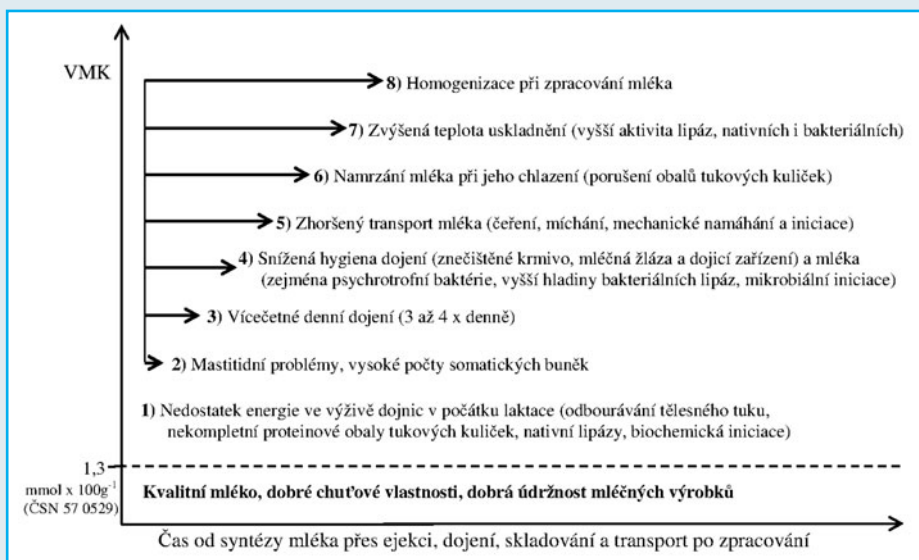 VMK
8) Homogenizace při zpracování mléka
7) Zvýšená teplota uskladnění (vyšší aktivita lipáz, nativních i bakteriálních)
6) Namrzání mléka při jeho chlazení (porušení obalů tukových kuliček)
5) Zhoršený transport mléka (čeření, míchání, mechanické namáhání a iniciace)
4) Snížená hygiena dojení (znečištěné krmivo, mléčná žláza a dojicí zařízení) a mléka
(zejména psychrotrofní baktérie, vyšší hladiny bakteriálních lipáz, mikrobiální iniciace)
3) Vícečetné denní dojení (3 až 4 x denně)
2) Mastitidní problémy, vysoké počty somatických buněk
1) Nedostatek energie ve výživě dojnic v počátku laktace (odbourávání tělesného tuku,
nekompletní proteinové obaly tukových kuliček, nativní lipázy, biochemická iniciace)
1,3
mmol x 100g⁻¹
(ČSN 57 0529)
Kvalitní mléko, dobré chuťové vlastnosti, dobrá údržnost mléčných výrobků
Čas od syntézy mléka přes ejekci, dojení, skladování a transport po zpracování